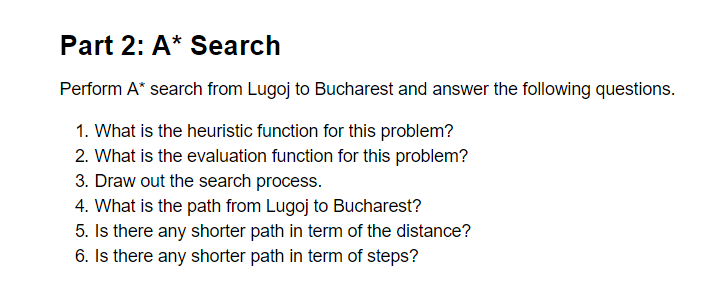 Part 2: A* Search
Perform A* search from Lugoj to Bucharest and answer the following questions.
1. What is the heuristic function for this problem?
2. What is the evaluation function for this problem?
3. Draw out the search process.
4. What is the path from Lugoj to Bucharest?
5. Is there any shorter path in term of the distance?
6. Is there any shorter path in term of steps?